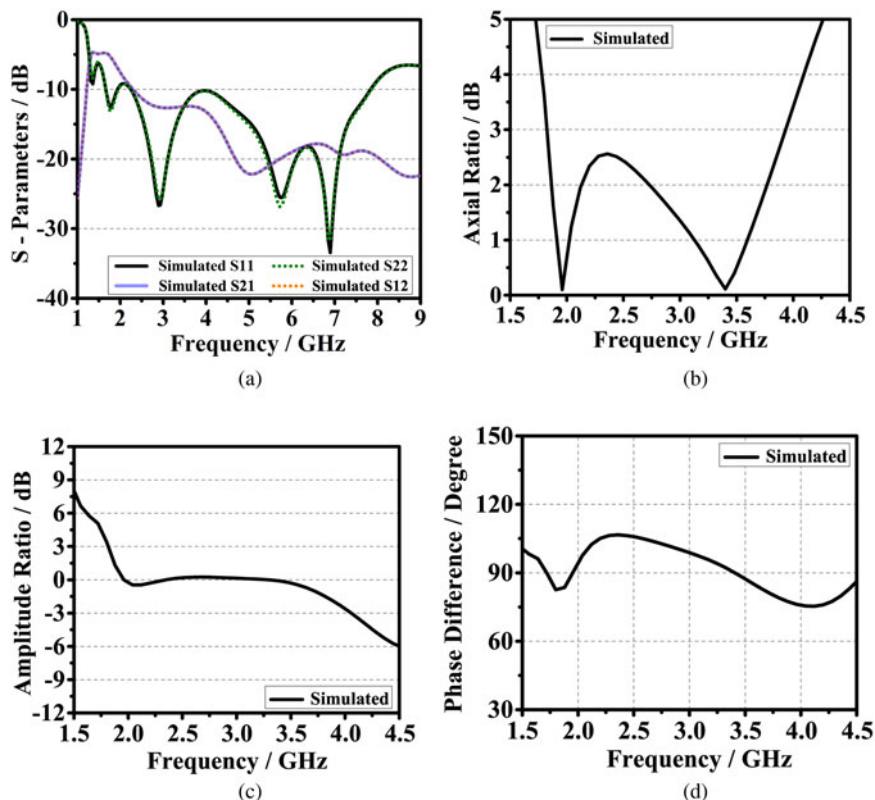 0
-10
-20
-30
-40
S - Parameters / dB
Simulated S11
Simulated S22
Simulated S21
Simulated S12
1 2 3 4 5 6 7 8 9
Frequency / GHz
(a)
5
4
3
2
1
0
Axial Ratio / dB
Simulated
1.5 2.0 2.5 3.0 3.5 4.0 4.5
Frequency / GHz
(b)
12
9
6
3
0
-3
-6
-9
-12
Amplitude Ratio / dB
Simulated
1.5 2.0 2.5 3.0 3.5 4.0 4.5
Frequency / GHz
(c)
150
120
90
60
30
Phase Difference / Degree
Simulated
1.5 2.0 2.5 3.0 3.5 4.0 4.5
Frequency / GHz
(d)